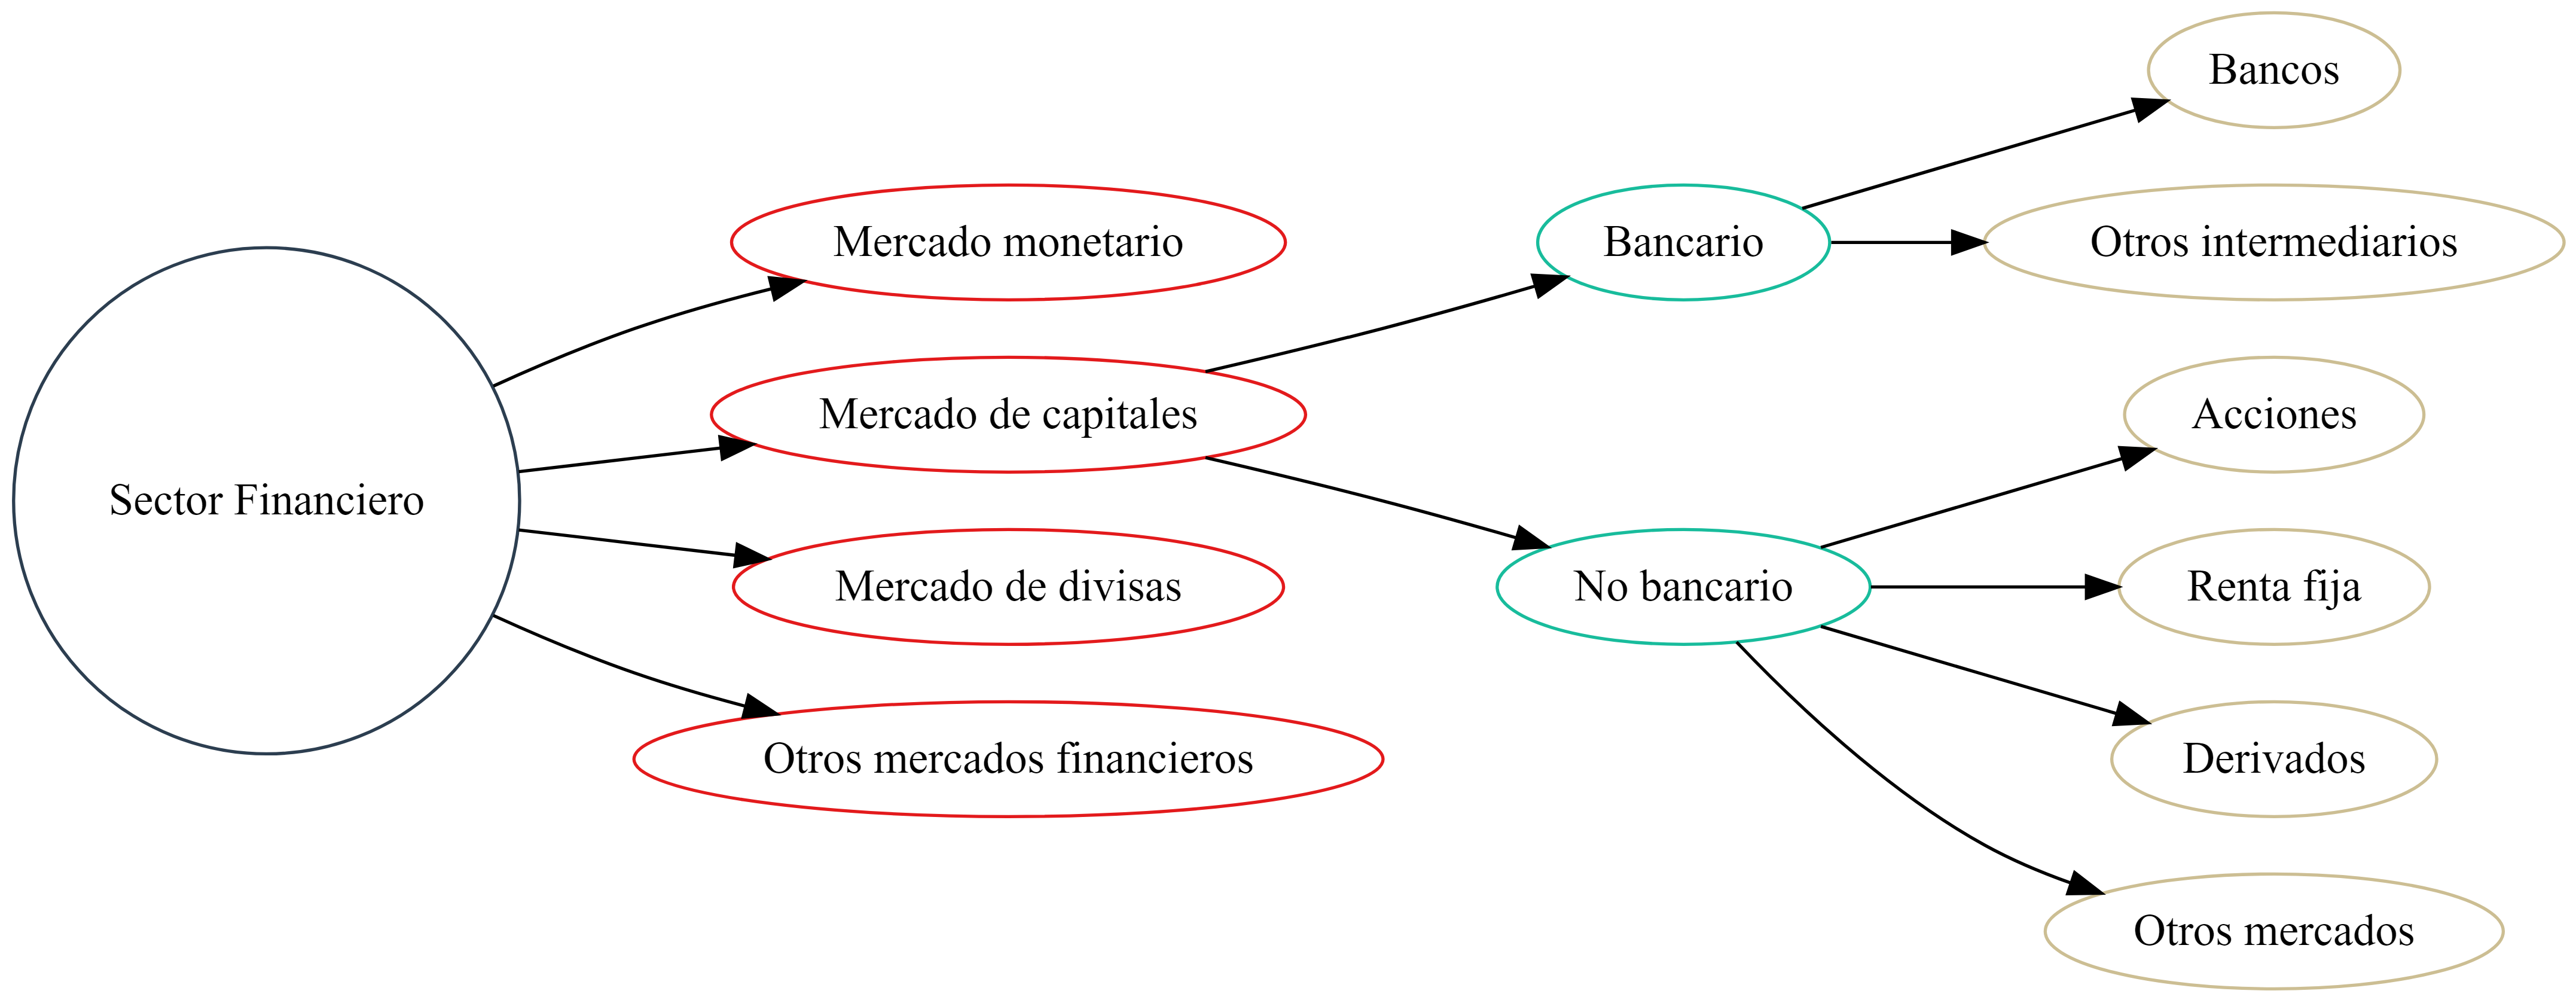 Sector Financiero
Mercado monetario
Mercado de capitales
Mercado de divisas
Otros mercados financieros
Bancario
No bancario
Bancos
Otros intermediarios
Acciones
Renta fija
Derivados
Otros mercados